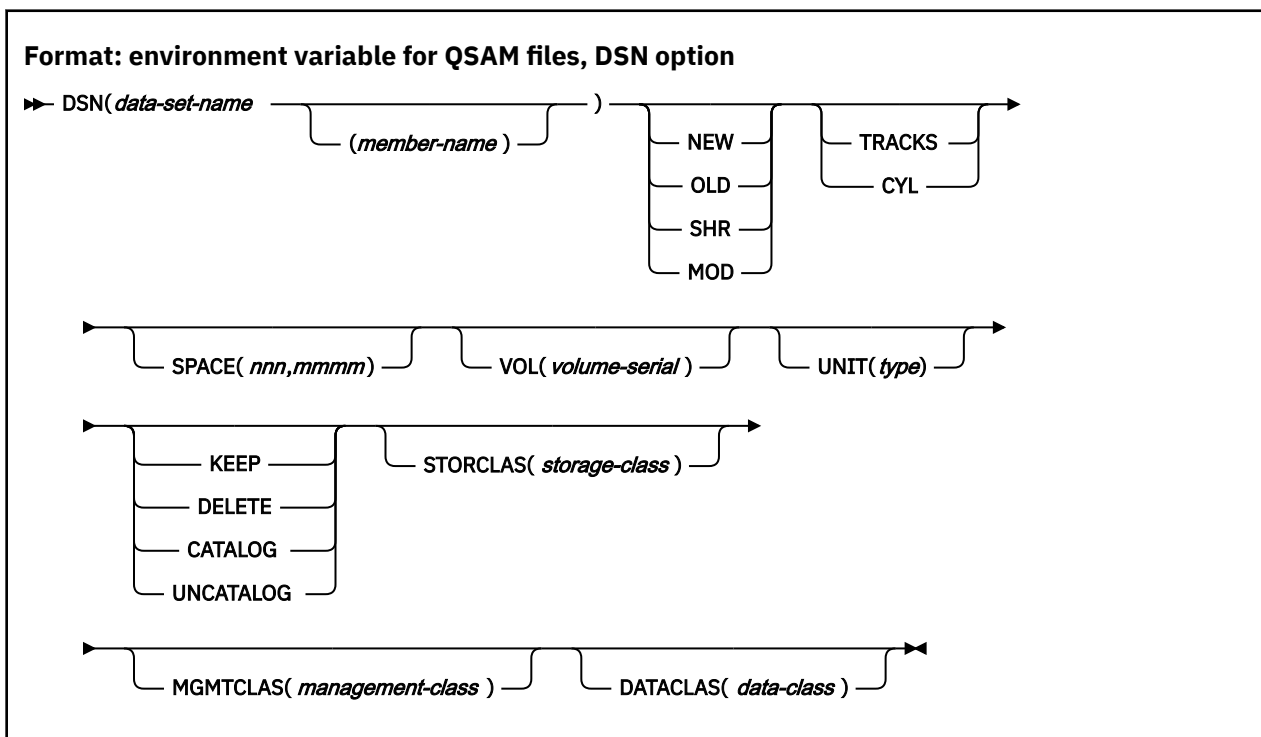 Format: environment variable for QSAM files, DSN option
DSN( data-set-name ( member-name ) )
NEW
OLD
SHR
MOD
TRACKS
CYL
SPACE( nnn,mmmm)
VOL( volume-serial )
UNIT( type)
KEEP
DELETE
CATALOG
UNCATALOG
STORCLAS( storage-class )
MGMTCLAS( management-class )
DATACLAS( data-class )